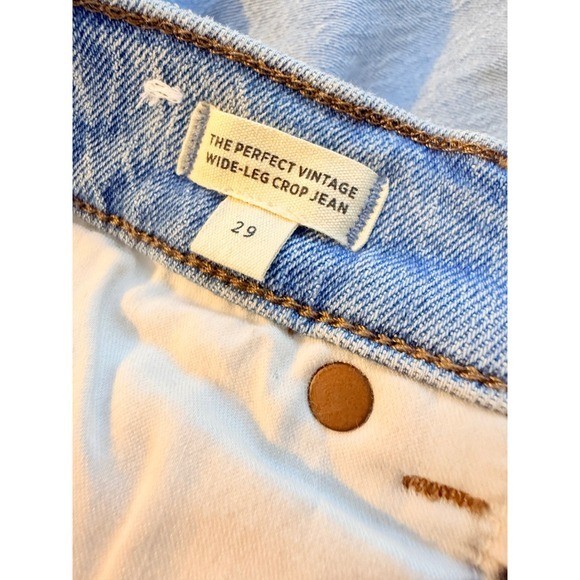 THE PERFECT VINTAGE
WIDE-LEG CROP JEAN
29